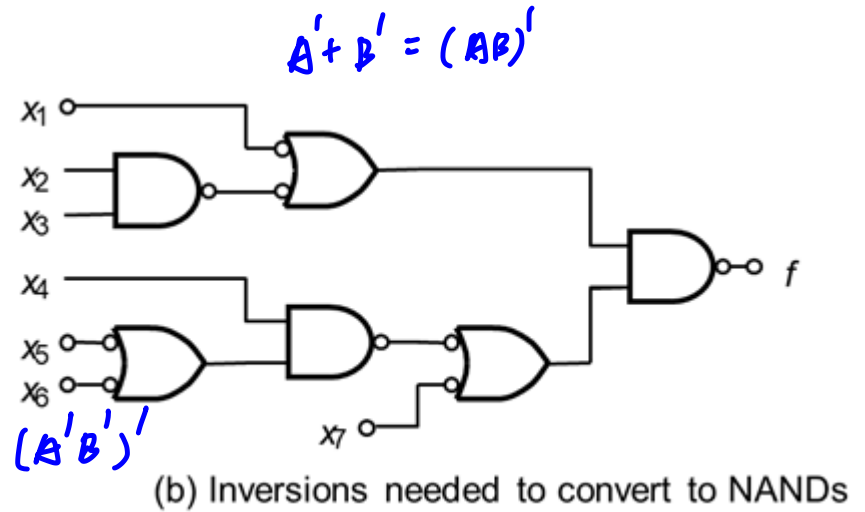 A' + B' = (AB)'
x1
x2
x3
x4
x5
x6
x7
f
(A'B')'
(b) Inversions needed to convert to NANDs